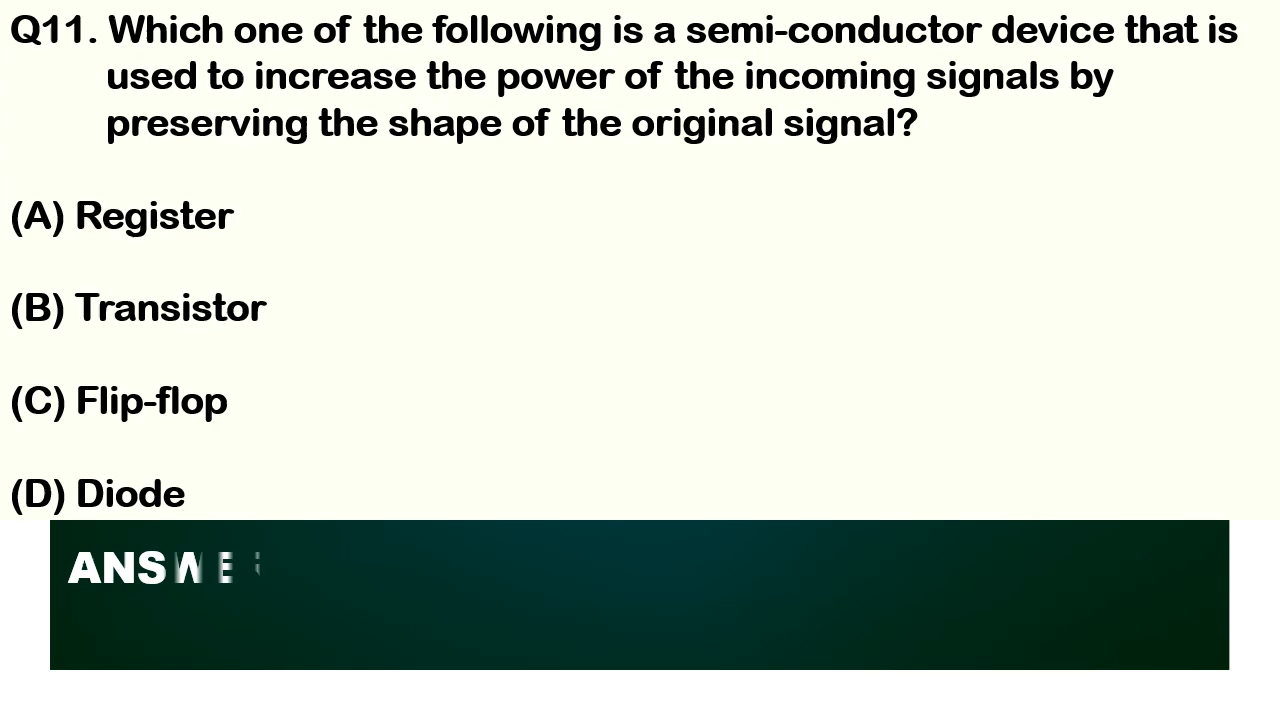 Q11. Which one of the following is a semi-conductor device that is
used to increase the power of the incoming signals by
preserving the shape of the original signal?
(A) Register
(B) Transistor
(C) Flip-flop
(D) Diode
ANSWE